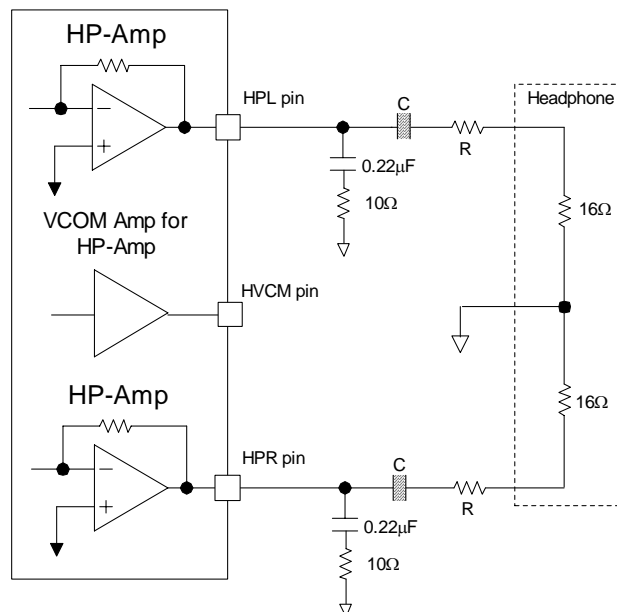 HP-Amp
HPL pin
C
R
Headphone
0.22µF
10Ω
16Ω
−
+
VCOM Amp for
HP-Amp
HVCM pin
HP-Amp
16Ω
HPR pin
C
R
0.22µF
10Ω
−
+